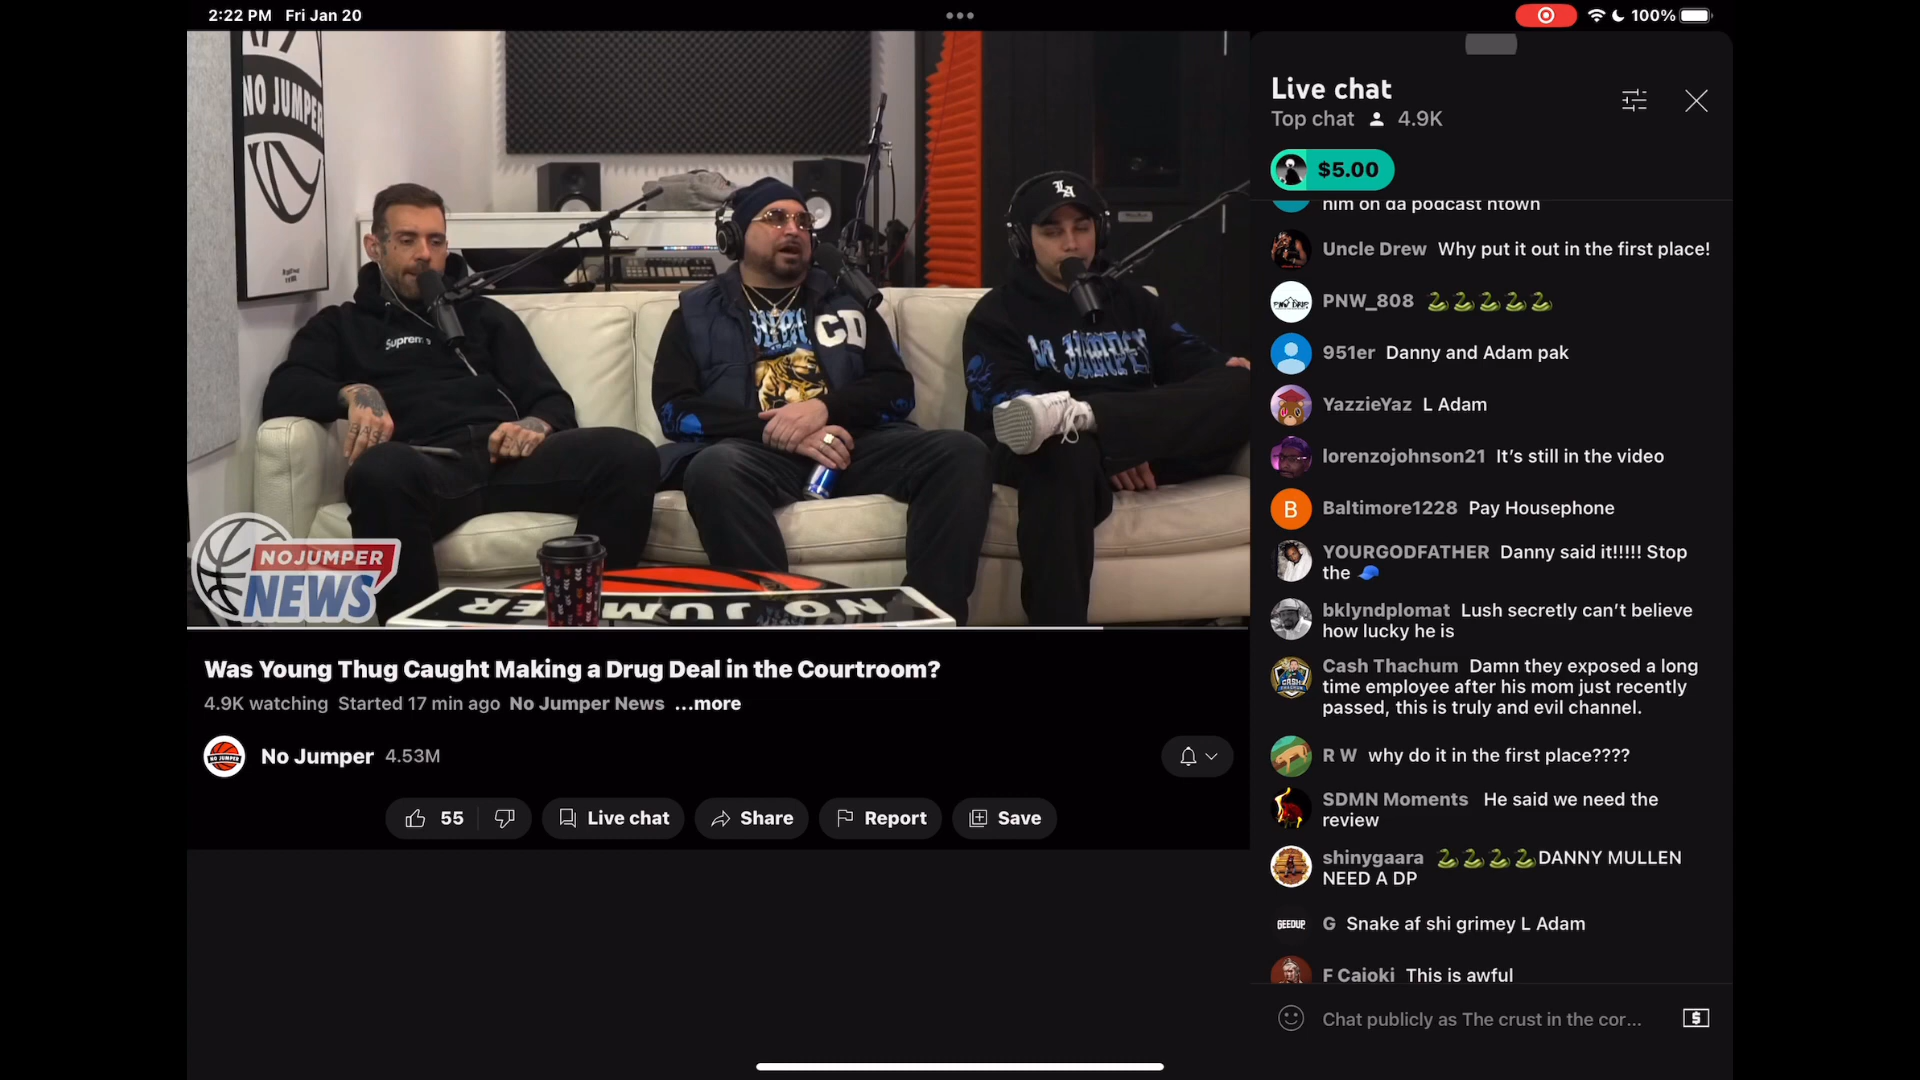 2:22 PM Fri Jan 20
100%
NO JUMPER
Suprem
CD
LA
NOJUMPER
NEWS
NO JUMPER
Was Young Thug Caught Making a Drug Deal in the Courtroom?
4.9K watching Started 17 min ago No Jumper News ...more
No Jumper 4.53M
55 Live chat Share Report Save
Live chat
Top chat 4.9K
$5.00
him on da podcast ntown
Uncle Drew Why put it out in the first place!
PNW_808 🐍🐍🐍🐍🐍
951er Danny and Adam pak
YazzieYaz L Adam
lorenzojohnson21 It’s still in the video
B
Baltimore1228 Pay Housephone
YOURGODFATHER Danny said it!!!!! Stop
the 🧢
bklyndplomat Lush secretly can’t believe
how lucky he is
Cash Thachum Damn they exposed a long
time employee after his mom just recently
passed, this is truly and evil channel.
R W why do it in the first place????
SDMN Moments He said we need the
review
shinygaara 🐍🐍🐍🐍DANNY MULLEN
NEED A DP
GEEDUP
G Snake af shi grimey L Adam
F Caioki This is awful
Chat publicly as The crust in the cor...